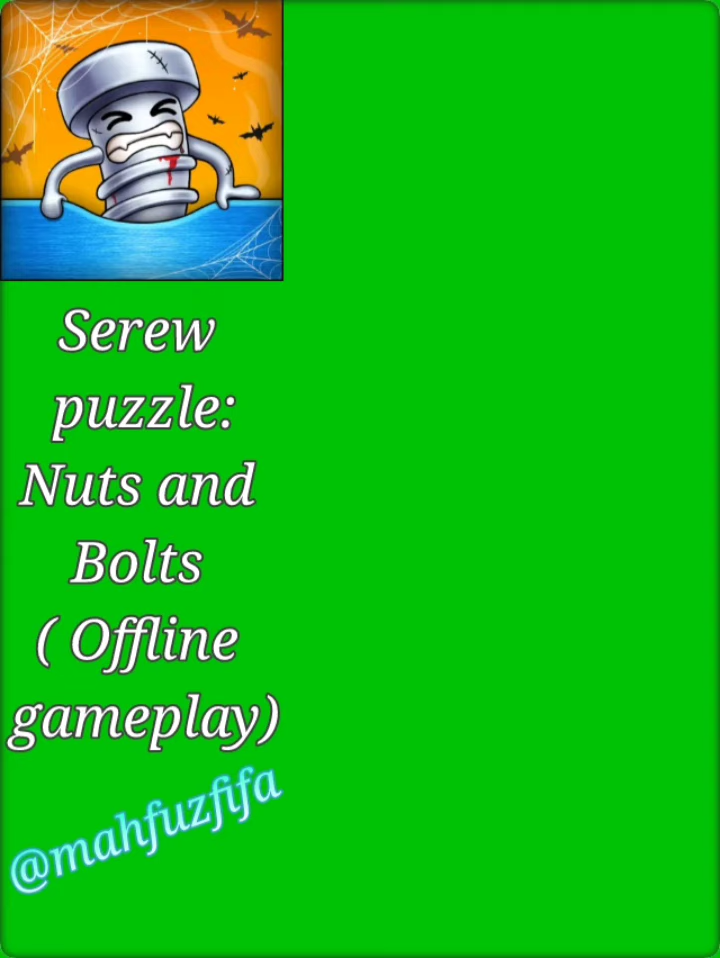 Serew
puzzle:
Nuts and
Bolts
( Offline
gameplay)
@mahfuzfifa